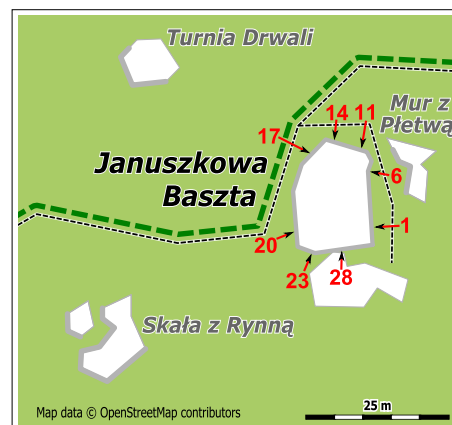 Turnia Drwali
Mur z
Płetwą
14
11
17
Januszkowa
Baszta
6
20
1
23
28
Skała z Rynną
25 m
Map data © OpenStreetMap contributors